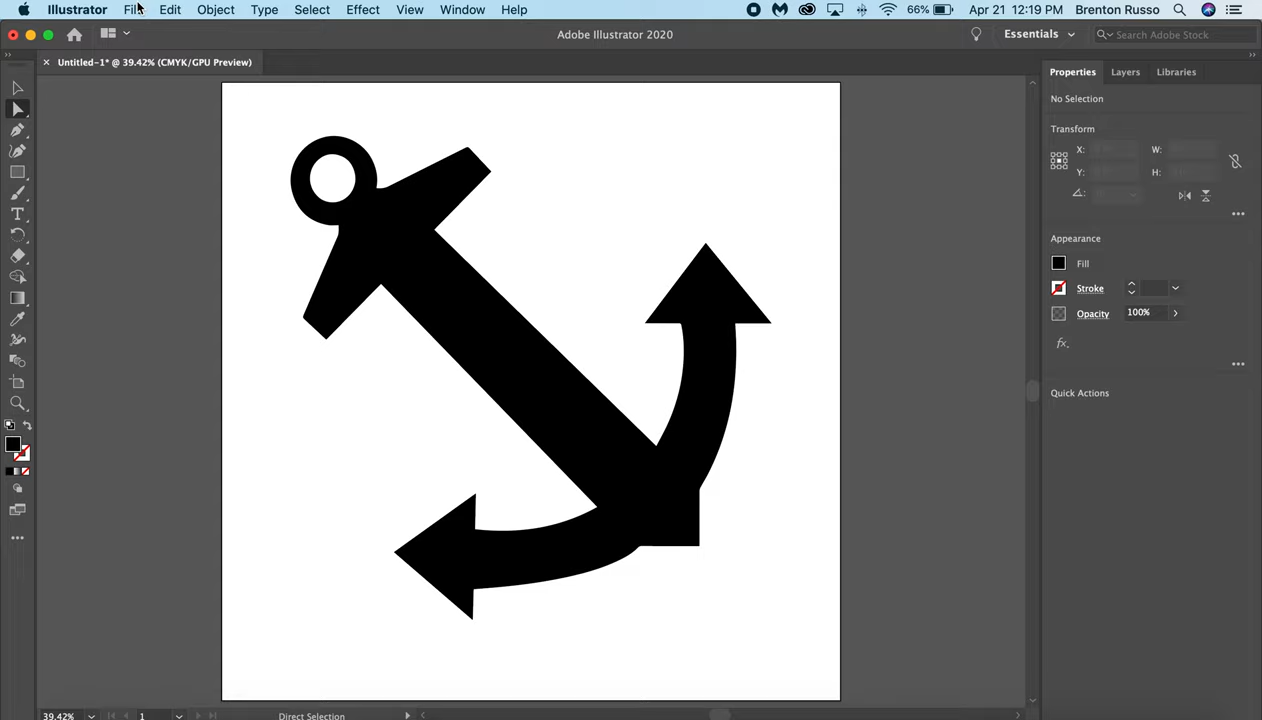 Illustrator File Edit Object Type Select Effect View Window Help 66% Apr 21 12:19 PM Brenton Russo
Adobe Illustrator 2020 Essentials Search Adobe Stock
× Untitled-1* @ 39.42% (CMYK/GPU Preview)
Properties Layers Libraries
No Selection
Transform
X: W:
Y: H:
Appearance
Fill
Stroke
Opacity 100%
fx.
Quick Actions
39.42% 1 Direct Selection